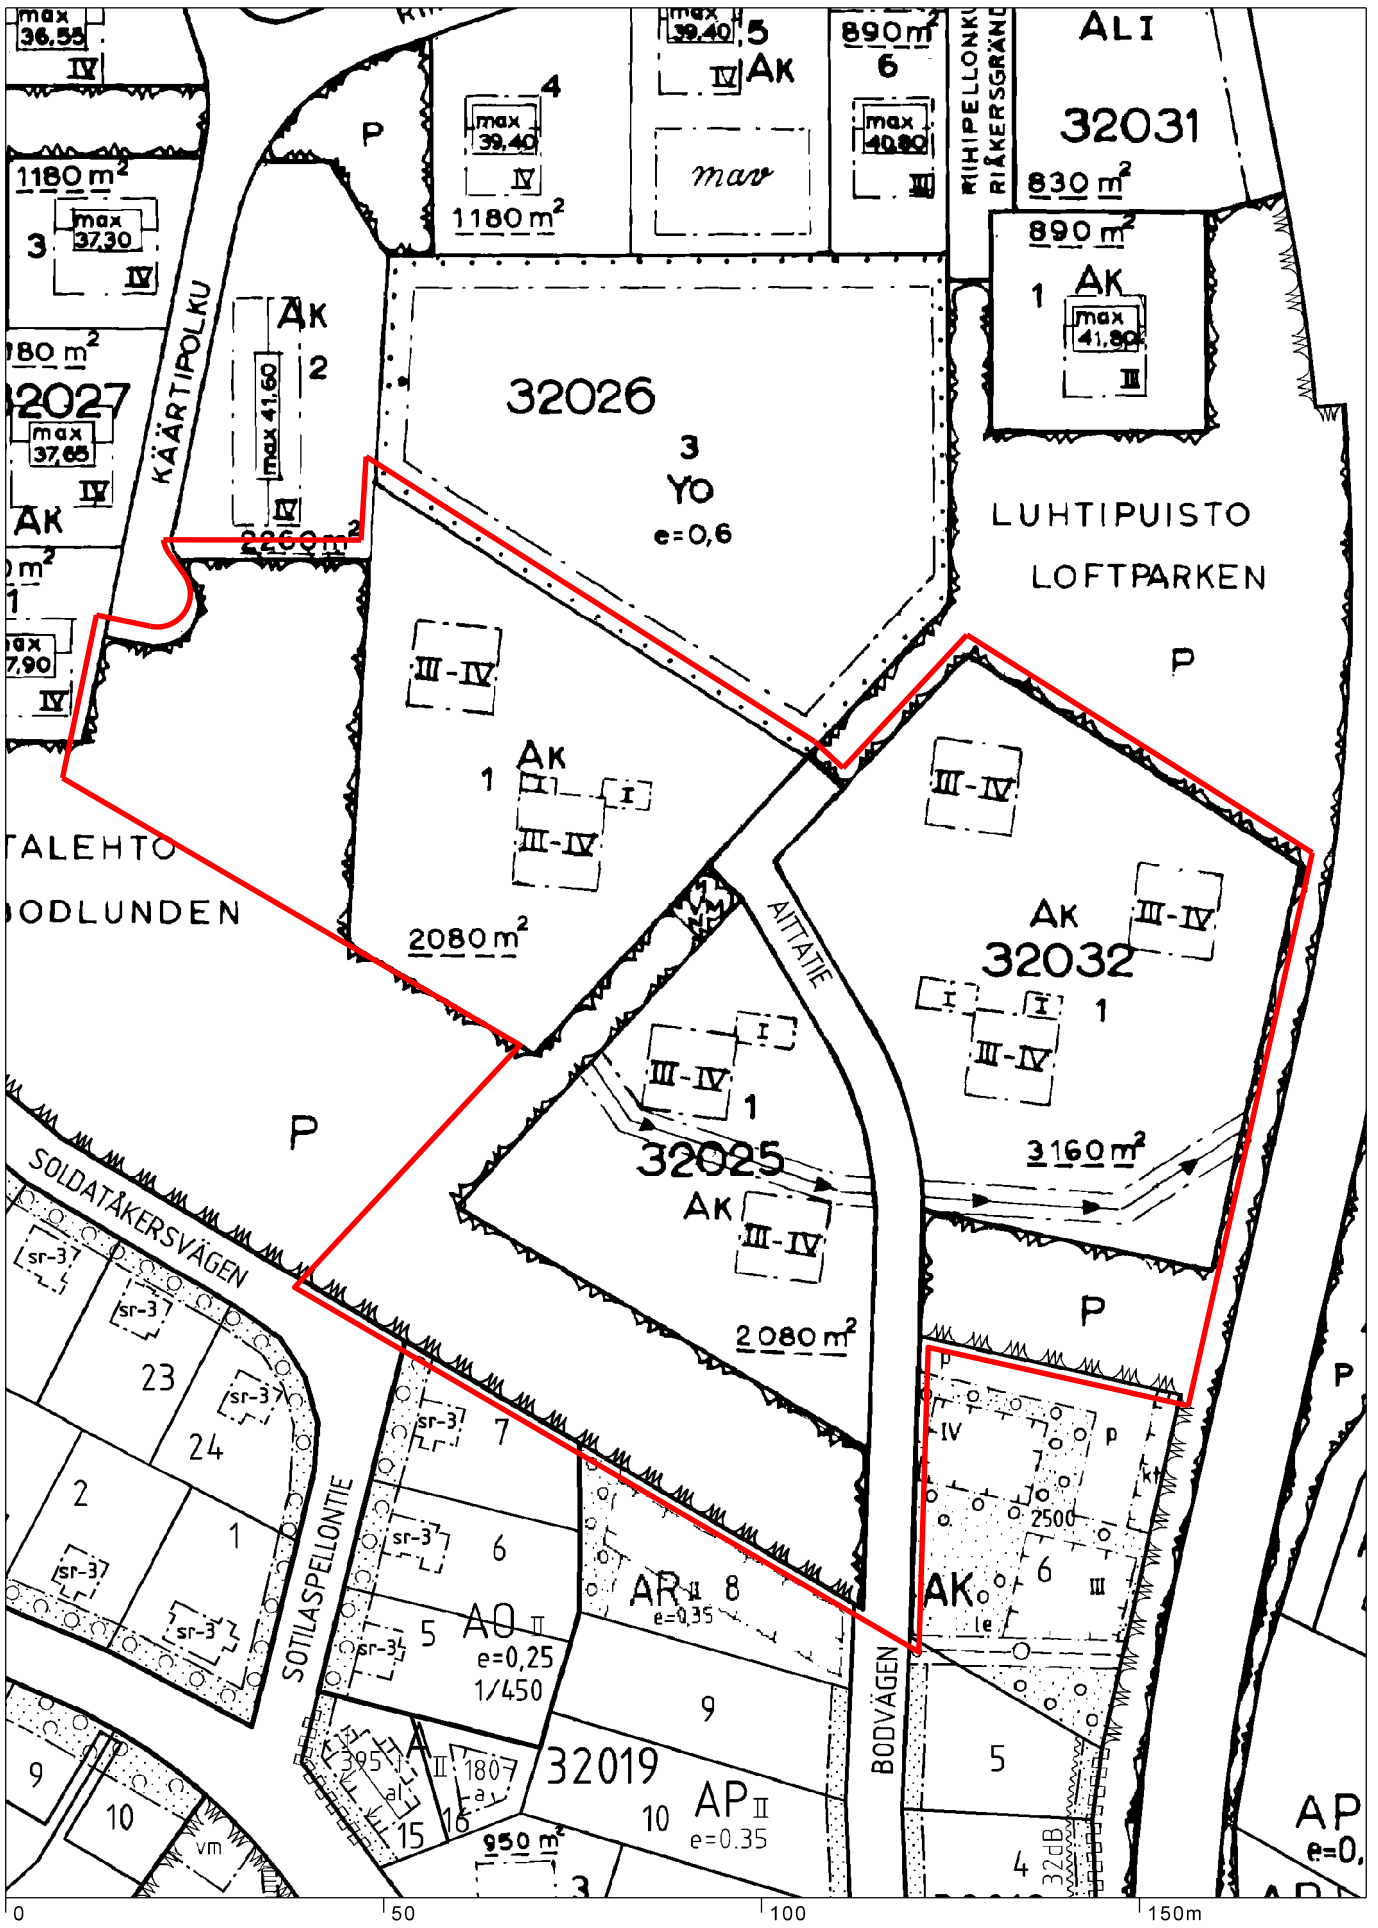 max
36,55
IV
max
39,40
5
IV
AK
890 m²
6
RIÅKERSGRÄND
ALI
32031
830 m²
P
4
max
39,40
IV
1180 m²
mav
max
40,80
III
1180 m²
max
37,30
3
IV
KÄÄRTIPOLKU
AK
2
max 41,60
IV
2260 m²
890 m²
1
AK
max
41,80
III
180 m²
32027
max
37,65
IV
AK
32026
3
YO
e=0,6
LUHTIPUISTO
LOFTPARKEN
P
1
7,90
IV
III-IV
AK
1
I
I
III-IV
2080 m²
TALEHTO
BODLUNDEN
P
III-IV
III-IV
AK
32032
I
I
1
III-IV
3160 m²
AITTATIE
I
III-IV
1
32025
AK
III-IV
2080 m²
P
P
SOLDATÅKERSVÄGEN
sr-3
sr-3
23
sr-3
24
2
1
sr-3
sr-3
SOTILASPELLONTIE
sr-3
7
sr-3
6
5
sr-3
AO II
e=0,25
1/450
AR II 8
e=0,35
p
IV
p
kt
2500
6
III
AK
le
BODVÄGEN
9
32019
AP II
e=0.35
10
5
4
32dB
395 I
al
A II
180
a
15
16
950 m²
3
9
10
vm
AP
e=0,
0
50
100
150m